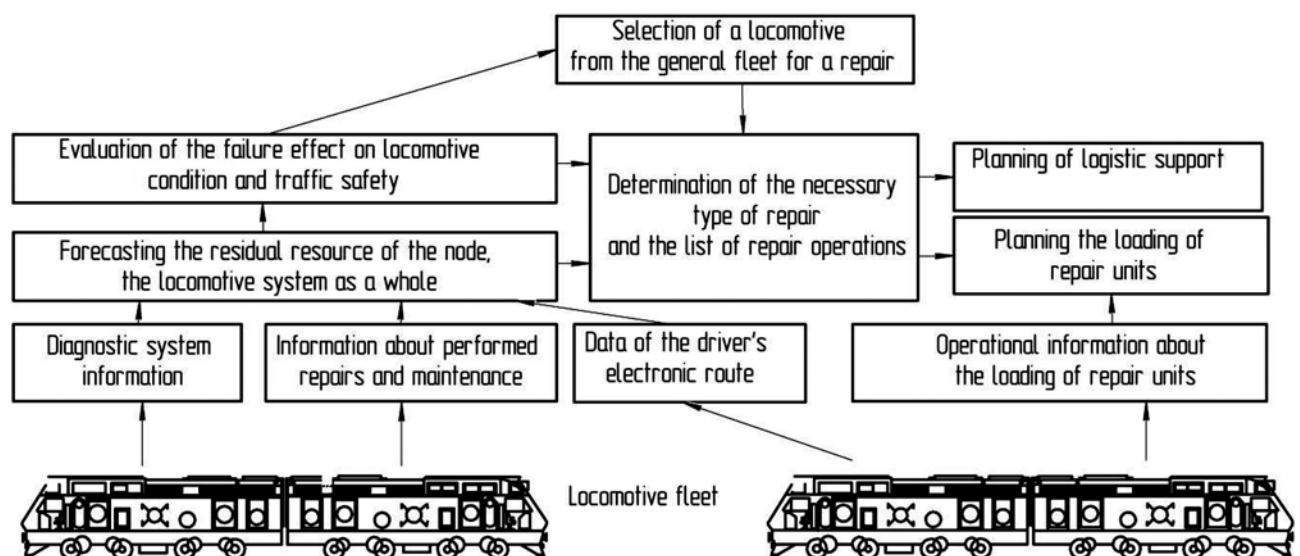 Selection of a locomotive
from the general fleet for a repair
Evaluation of the failure effect on locomotive
condition and traffic safety
Determination of the necessary
type of repair
and the list of repair operations
Planning of logistic support
Forecasting the residual resource of the node,
the locomotive system as a whole
Planning the loading of
repair units
Diagnostic system
information
Information about performed
repairs and maintenance
Data of the driver's
electronic route
Operational information about
the loading of repair units
Locomotive fleet